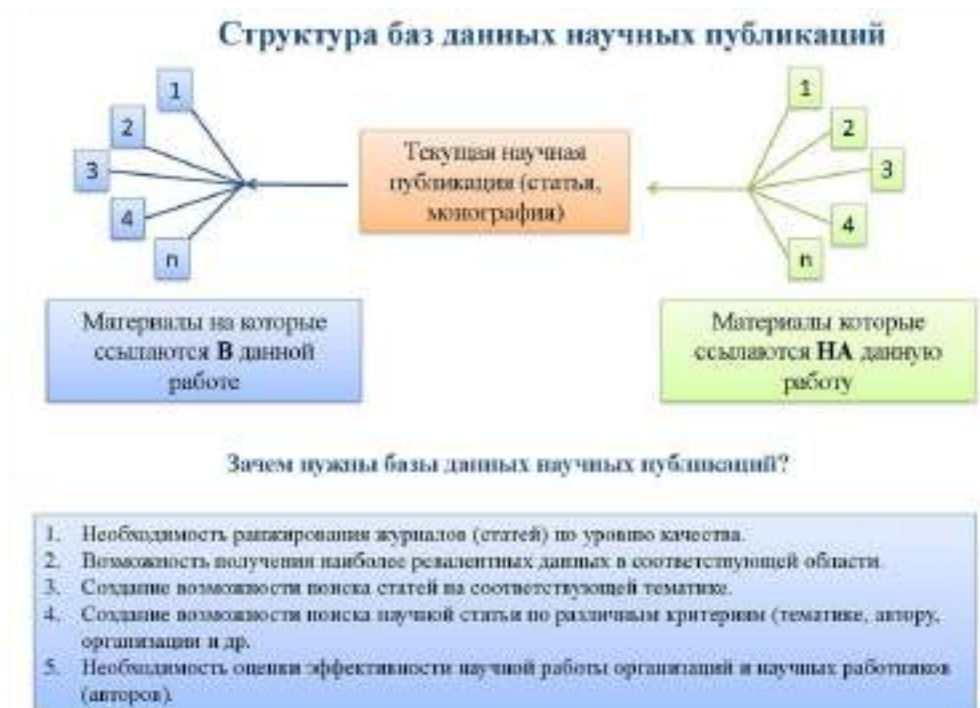 Структура баз данных научных публикаций
1
2
3
4
n
Текущая научная
публикация (статья,
монография)
1
2
3
4
n
Материалы на которые
ссылаются В данной
работе
Материалы которые
ссылаются НА данную
работу
Зачем нужны базы данных научных публикаций?
1. Необходимость ранжирования журналов (статей) по уровню качества.
2. Возможность получения наиболее ревалентных данных в соответствующей области.
3. Создание возможности поиска статей на соответствующей тематике.
4. Создание возможности поиска научной статьи по различным критериям (тематике, автору,
организации и др.
5. Необходимость оценки эффективности научной работы организаций и научных работников
(авторов).